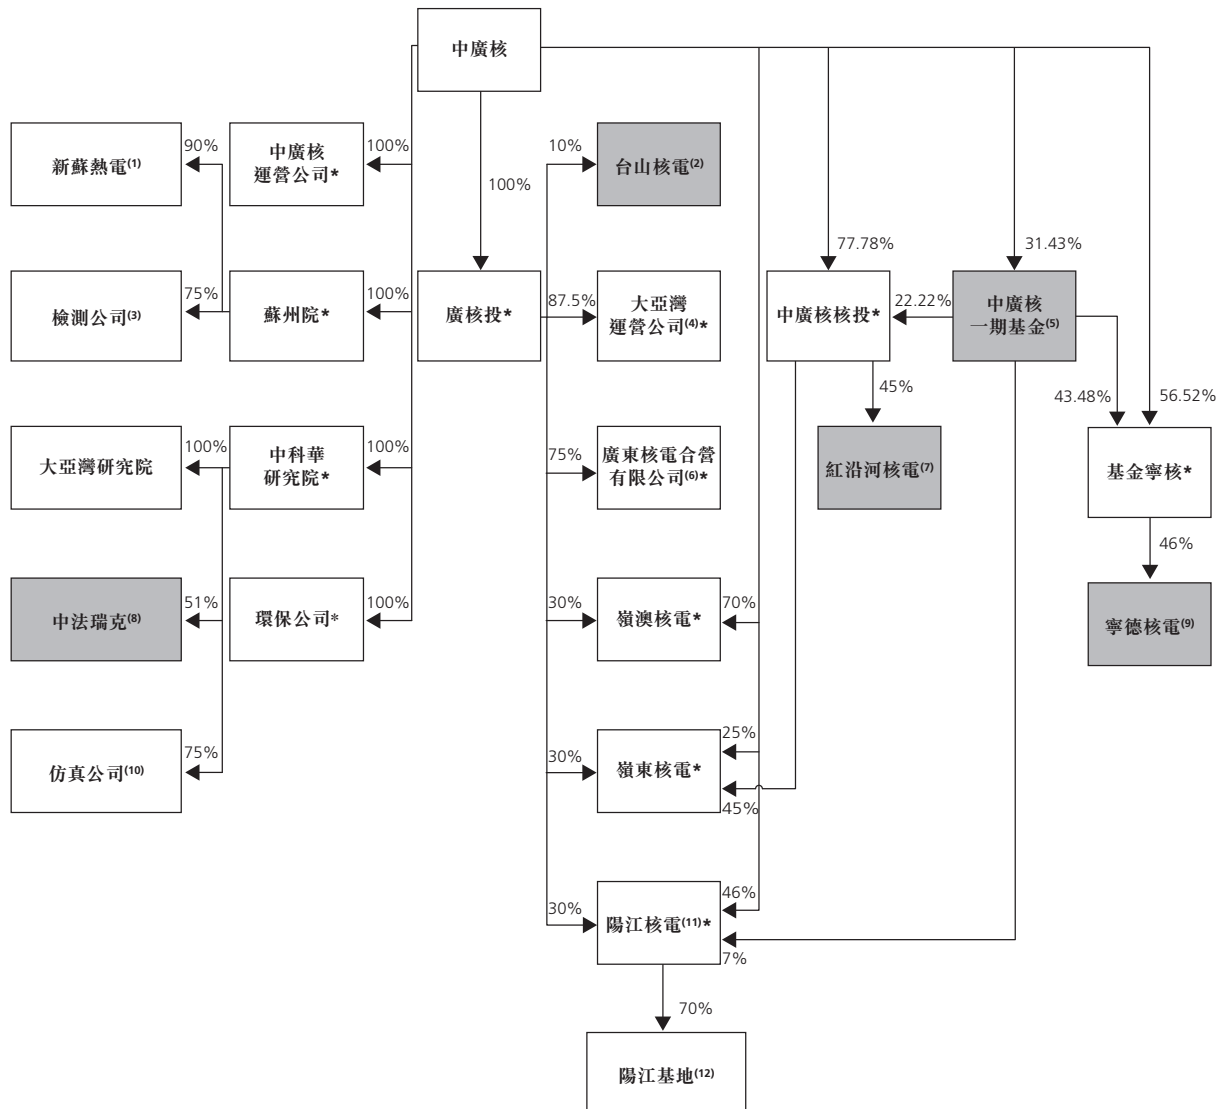 中廣核
新蘇熱電(1)
90%
中廣核
運營公司*
100%
100%
10%
台山核電(2)
77.78%
31.43%
檢測公司(3)
75%
蘇州院*
100%
廣核投*
87.5%
大亞灣
運營公司(4)*
中廣核核投*
22.22%
中廣核
一期基金(5)
45%
43.48%
56.52%
大亞灣研究院
100%
中科華
研究院*
100%
75%
廣東核電合營
有限公司(6)*
紅沿河核電(7)
基金寧核*
46%
中法瑞克(8)
51%
環保公司*
100%
30%
嶺澳核電*
70%
寧德核電(9)
仿真公司(10)
75%
30%
嶺東核電*
25%
45%
30%
陽江核電(11)*
46%
7%
70%
陽江基地(12)